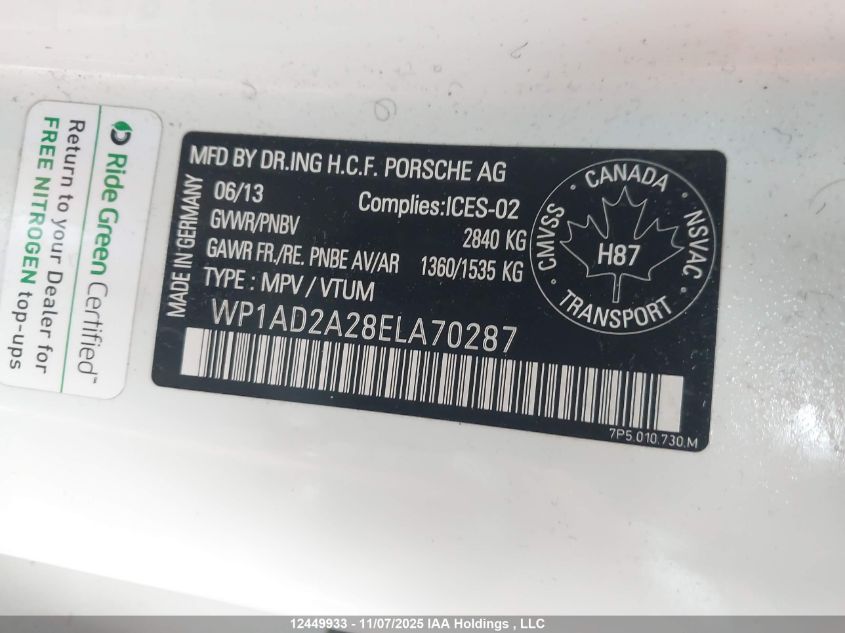 Ride Green Certified™
Return to your Dealer for
FREE NITROGEN top-ups
MADE IN GERMANY
MFD BY DR.ING H.C.F. PORSCHE AG
06/13
Complies:ICES-02
GVWR/PNBV 2840 KG
GAWR FR./RE. PNBE AV/AR 1360/1535 KG
TYPE : MPV / VTUM
WP1AD2A28ELA70287
CANADA
CMVSS · NSVAC
H87
TRANSPORT
7P5.010.730.M
12449933 - 11/07/2025 IAA Holdings , LLC